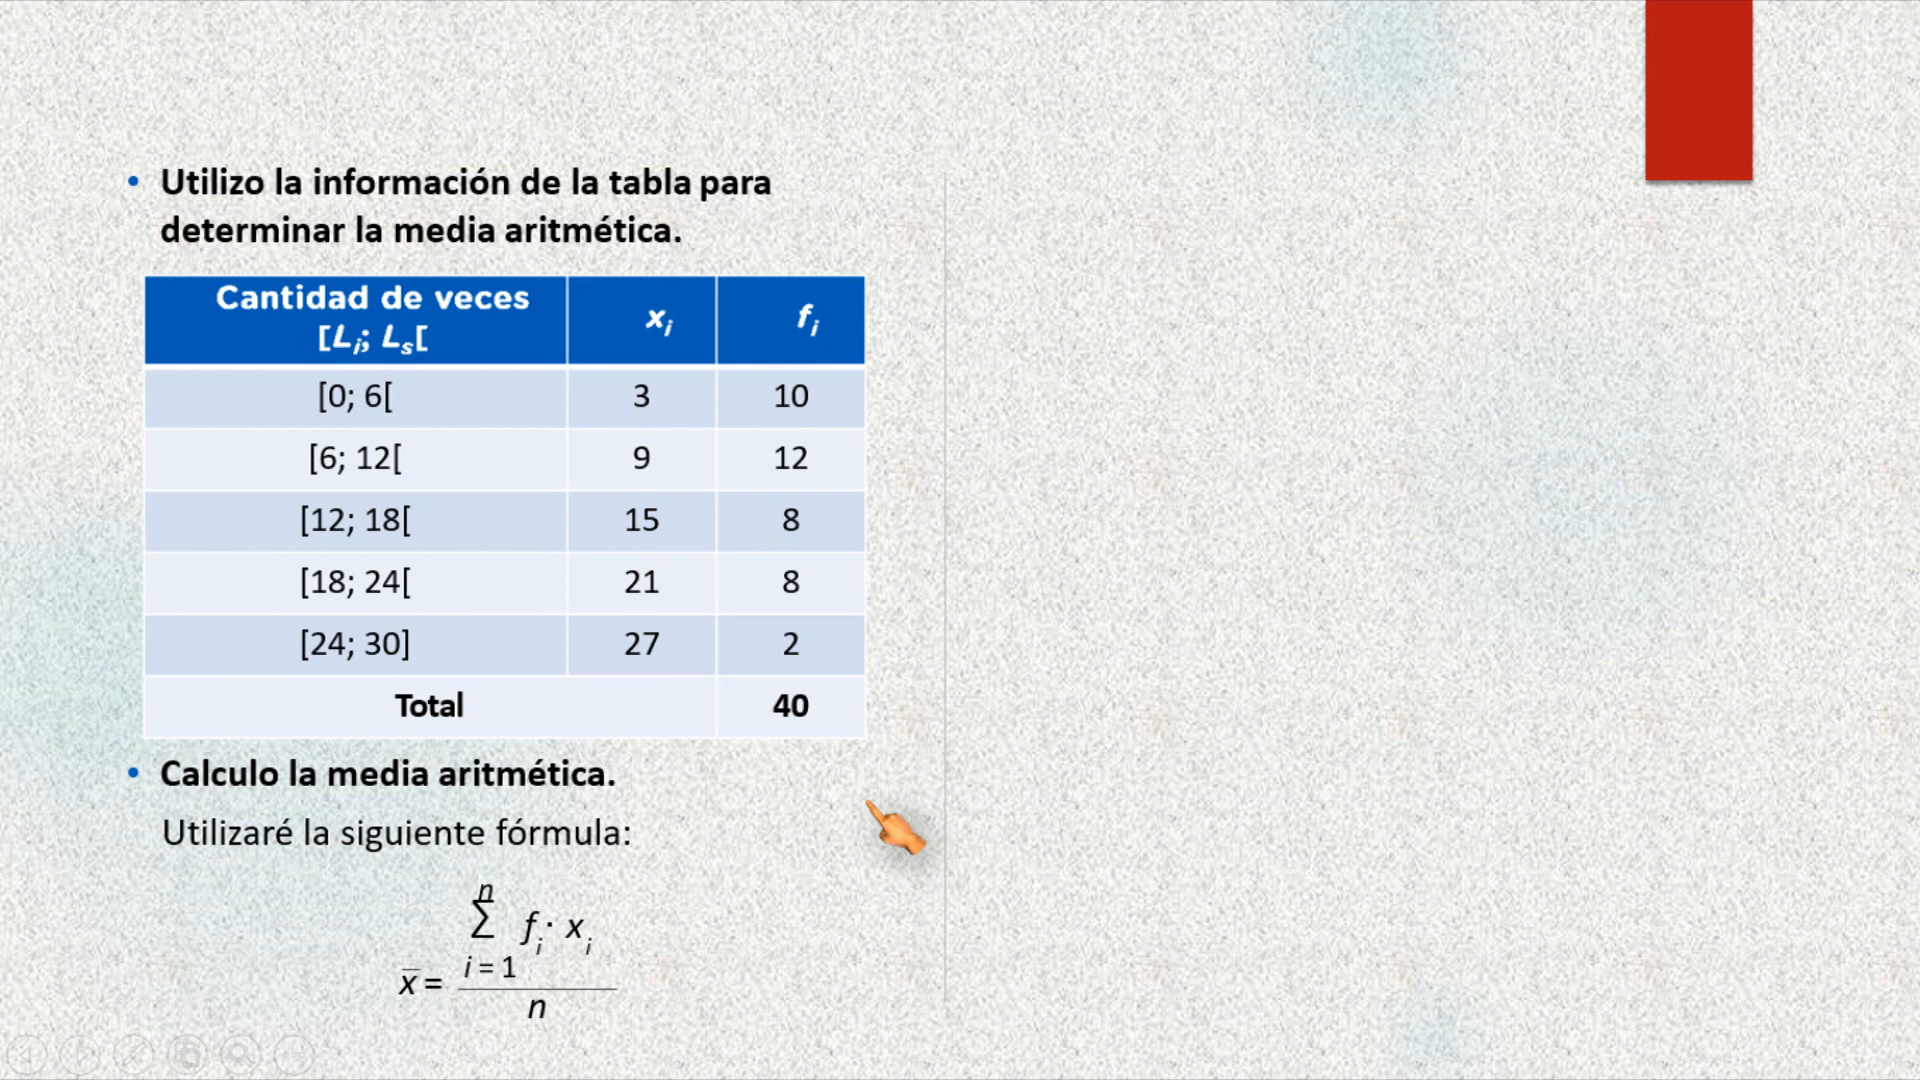 • Utilizo la información de la tabla para
determinar la media aritmética.
Cantidad de veces
[Li; Ls[ xi fi
[0; 6[ 3 10
[6; 12[ 9 12
[12; 18[ 15 8
[18; 24[ 21 8
[24; 30] 27 2
Total 40
• Calculo la media aritmética.
Utilizaré la siguiente fórmula:
n
Σ fi · xi
i = 1
x̅ =
n